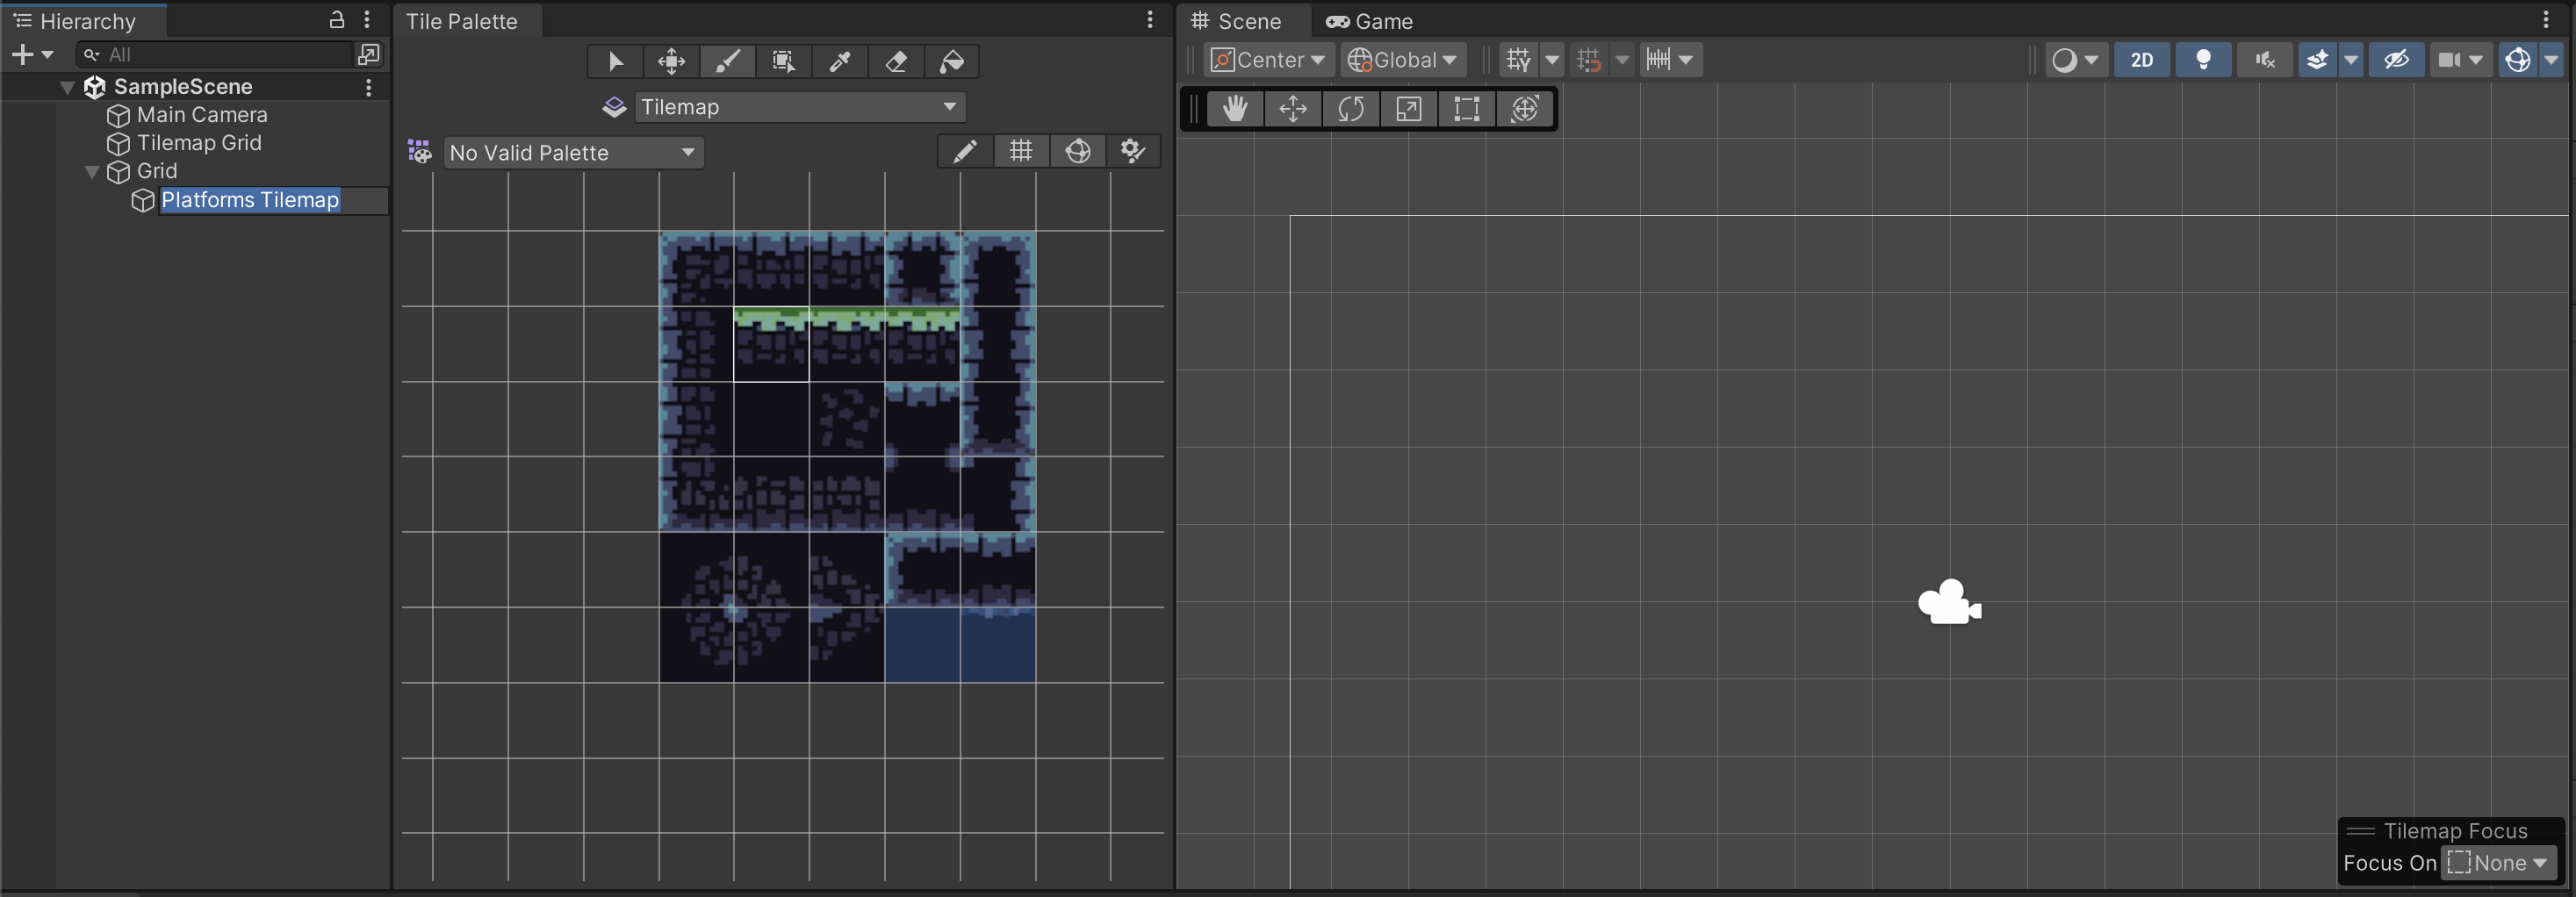 Hierarchy
All
SampleScene
Main Camera
Tilemap Grid
Grid
Platforms Tilemap
Tile Palette
Tilemap
No Valid Palette
Scene
Game
Center
Global
2D
Tilemap Focus
Focus On
None